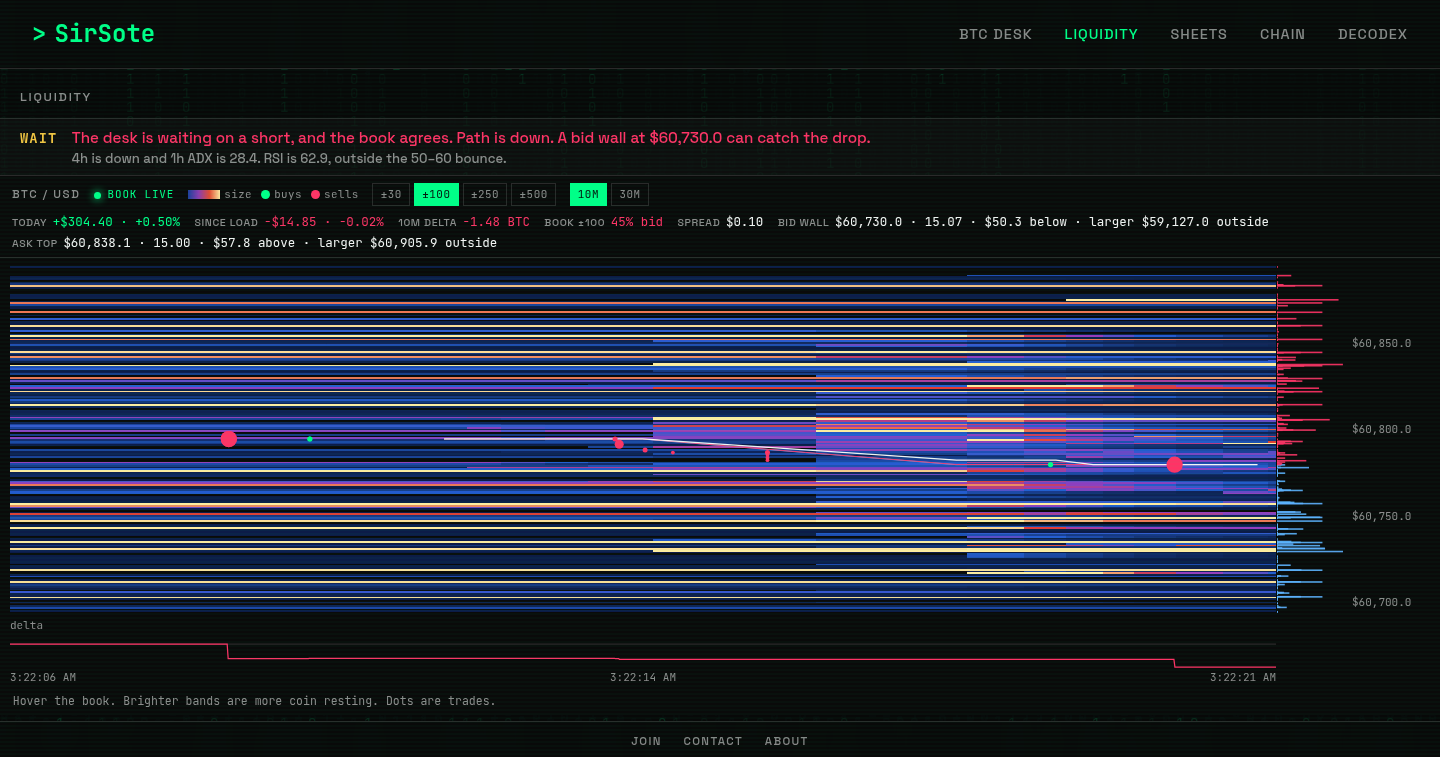 > SirSote
BTC DESK LIQUIDITY SHEETS CHAIN DECODEX
LIQUIDITY
WAIT The desk is waiting on a short, and the book agrees. Path is down. A bid wall at $60,730.0 can catch the drop.
4h is down and 1h ADX is 28.4. RSI is 62.9, outside the 50–60 bounce.
BTC / USD BOOK LIVE size buys sells ±30 ±100 ±250 ±500 10M 30M
TODAY +$304.40 · +0.50% SINCE LOAD -$14.85 · -0.02% 10M DELTA -1.48 BTC BOOK ±100 45% bid SPREAD $0.10 BID WALL $60,730.0 · 15.07 · $50.3 below · larger $59,127.0 outside
ASK TOP $60,838.1 · 15.00 · $57.8 above · larger $60,905.9 outside
$60,850.0
$60,800.0
$60,750.0
$60,700.0
delta
3:22:06 AM 3:22:14 AM 3:22:21 AM
Hover the book. Brighter bands are more coin resting. Dots are trades.
JOIN CONTACT ABOUT